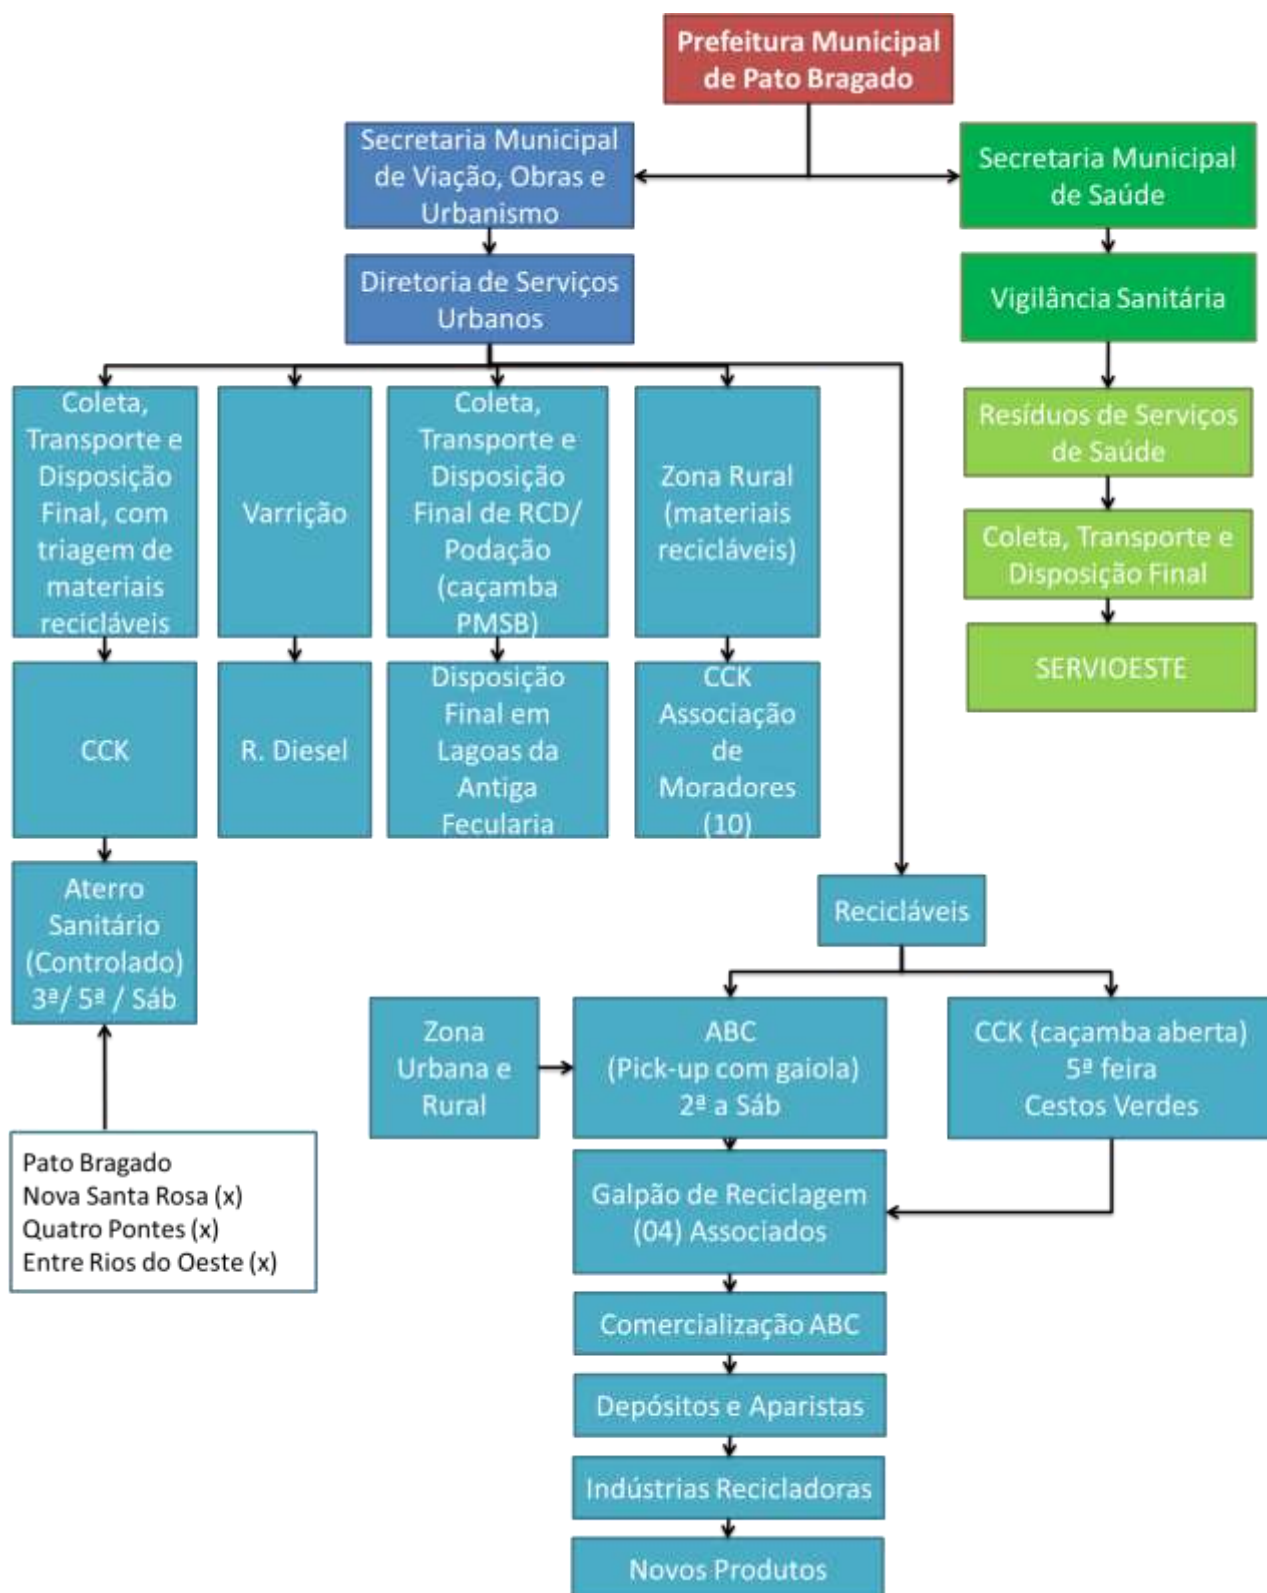 Prefeitura Municipal
de Pato Bragado
Secretaria Municipal
de Viação, Obras e
Urbanismo
Secretaria Municipal
de Saúde
Diretoria de Serviços
Urbanos
Vigilância Sanitária
Coleta,
Transporte e
Disposição
Final, com
triagem de
materiais
recicláveis
Varrição
Coleta,
Transporte e
Disposição
Final de RCD/
Podação
(caçamba
PMSB)
Zona Rural
(materiais
recicláveis)
Resíduos de Serviços
de Saúde
Coleta, Transporte e
Disposição Final
SERVIOESTE
CCK
R. Diesel
Disposição
Final em
Lagoas da
Antiga
Fecularia
CCK
Associação
de
Moradores
(10)
Aterro
Sanitário
(Controlado)
3ª/ 5ª / Sáb
Recicláveis
Zona
Urbana e
Rural
ABC
(Pick-up com gaiola)
2ª a Sáb
CCK (caçamba aberta)
5ª feira
Cestos Verdes
Pato Bragado
Nova Santa Rosa (x)
Quatro Pontes (x)
Entre Rios do Oeste (x)
Galpão de Reciclagem
(04) Associados
Comercialização ABC
Depósitos e Aparistas
Indústrias Recicladoras
Novos Produtos